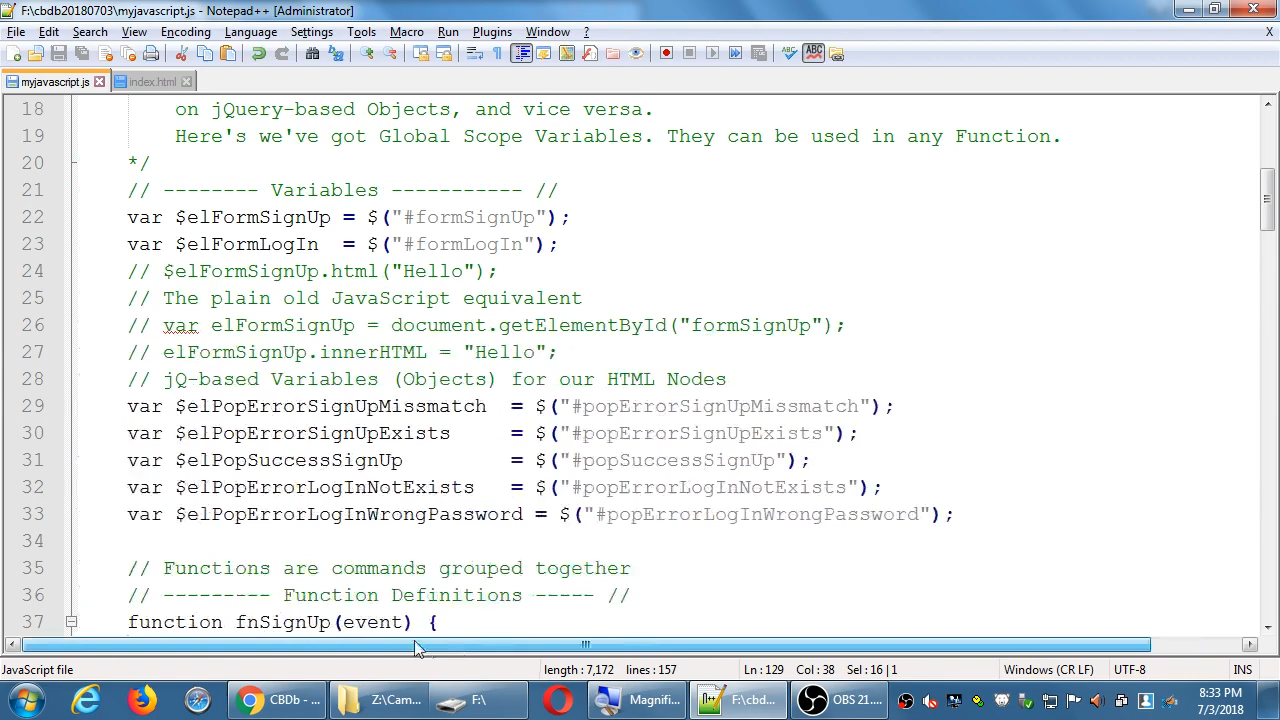 F:\cbdb20180703\myjavascript.js - Notepad++ [Administrator]
File Edit Search View Encoding Language Settings Tools Macro Run Plugins Window ? X
myjavascript.js index.html
18 on jQuery-based Objects, and vice versa.
19 Here's we've got Global Scope Variables. They can be used in any Function.
20 */
21 // -------- Variables ----------- //
22 var $elFormSignUp = $("#formSignUp");
23 var $elFormLogIn  = $("#formLogIn");
24 // $elFormSignUp.html("Hello");
25 // The plain old JavaScript equivalent
26 // var elFormSignUp = document.getElementById("formSignUp");
27 // elFormSignUp.innerHTML = "Hello";
28 // jQ-based Variables (Objects) for our HTML Nodes
29 var $elPopErrorSignUpMissmatch  = $("#popErrorSignUpMissmatch");
30 var $elPopErrorSignUpExists     = $("#popErrorSignUpExists");
31 var $elPopSuccessSignUp         = $("#popSuccessSignUp");
32 var $elPopErrorLogInNotExists   = $("#popErrorLogInNotExists");
33 var $elPopErrorLogInWrongPassword = $("#popErrorLogInWrongPassword");
34
35 // Functions are commands grouped together
36 // --------- Function Definitions ----- //
37 function fnSignUp(event) {
JavaScript file length : 7,172 lines : 157 Ln : 129 Col : 38 Sel : 16 | 1 Windows (CR LF) UTF-8 INS
CBDb - ... Z:\Cam... F:\ Magnifi... F:\cbd... OBS 21.... 8:33 PM
7/3/2018